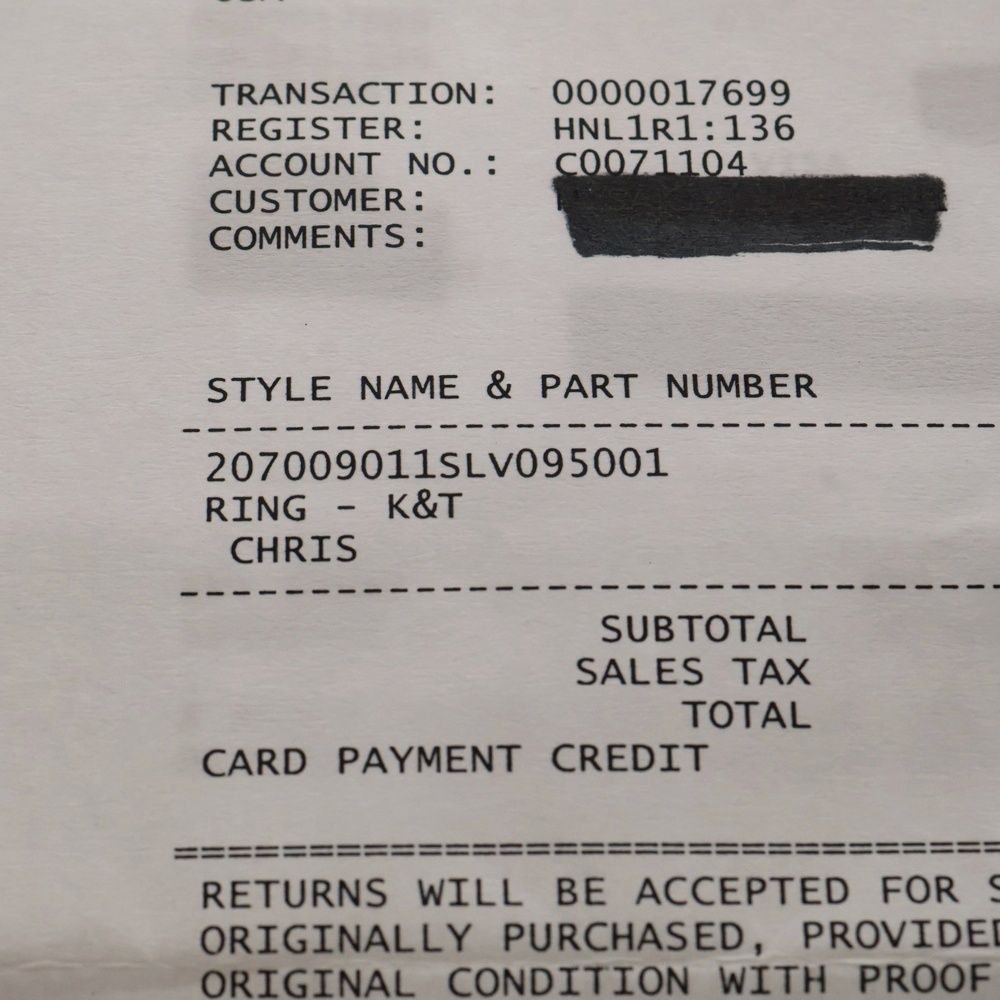 TRANSACTION: 0000017699
REGISTER: HNL1R1:136
ACCOUNT NO.: C0071104
CUSTOMER:
COMMENTS:
STYLE NAME & PART NUMBER
207009011SLV095001
RING - K&T
CHRIS
SUBTOTAL
SALES TAX
TOTAL
CARD PAYMENT CREDIT
RETURNS WILL BE ACCEPTED FOR S
ORIGINALLY PURCHASED, PROVIDED
ORIGINAL CONDITION WITH PROOF